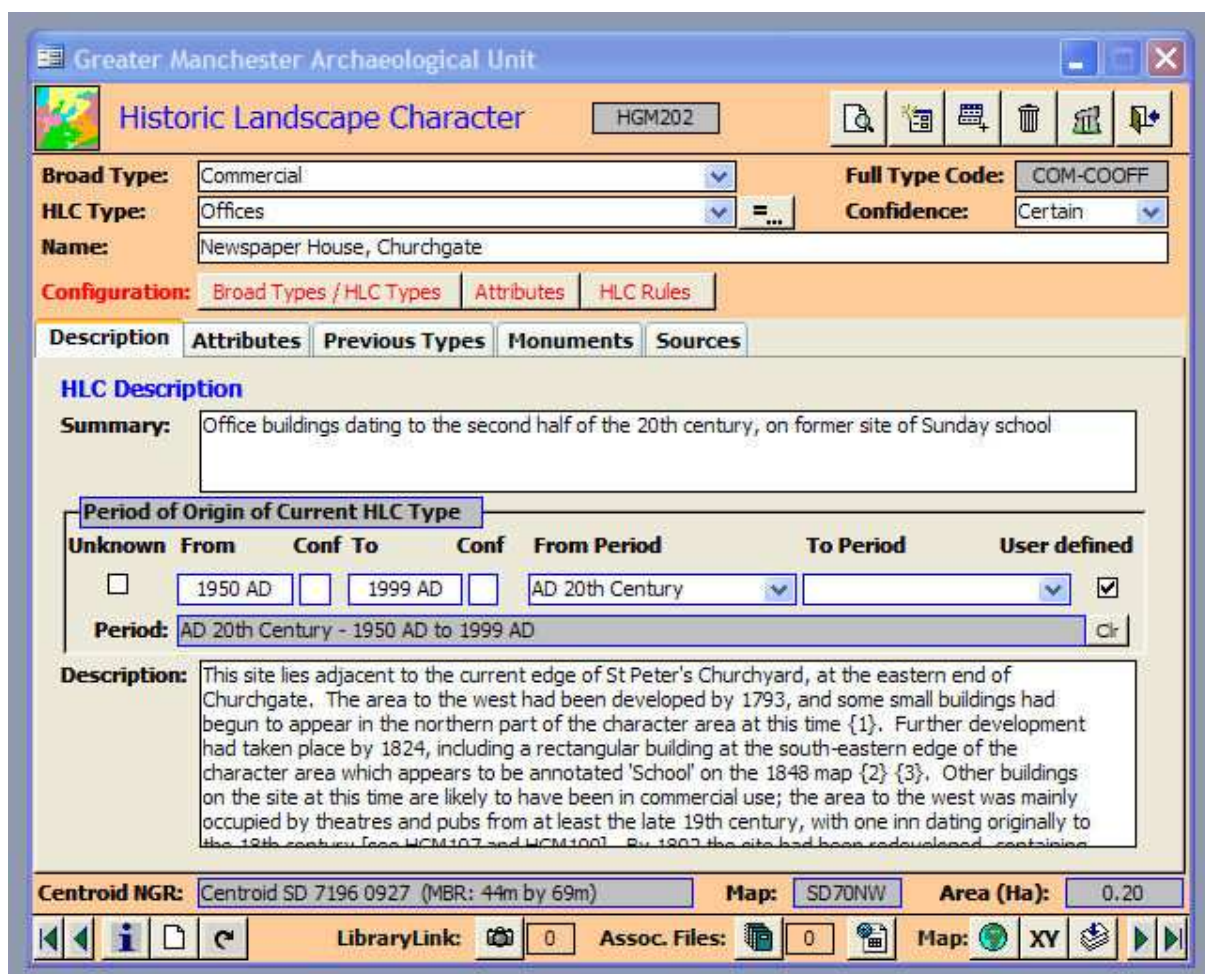 Greater Manchester Archaeological Unit
Historic Landscape Character HGM202
Broad Type: Commercial Full Type Code: COM-COOFF
HLC Type: Offices =... Confidence: Certain
Name: Newspaper House, Churchgate
Configuration: Broad Types / HLC Types Attributes HLC Rules
Description Attributes Previous Types Monuments Sources
HLC Description
Summary: Office buildings dating to the second half of the 20th century, on former site of Sunday school
Period of Origin of Current HLC Type
Unknown From Conf To Conf From Period To Period User defined
1950 AD 1999 AD AD 20th Century
Period: AD 20th Century - 1950 AD to 1999 AD Clr
Description: This site lies adjacent to the current edge of St Peter's Churchyard, at the eastern end of
Churchgate. The area to the west had been developed by 1793, and some small buildings had
begun to appear in the northern part of the character area at this time {1}. Further development
had taken place by 1824, including a rectangular building at the south-eastern edge of the
character area which appears to be annotated 'School' on the 1848 map {2} {3}. Other buildings
on the site at this time are likely to have been in commercial use; the area to the west was mainly
occupied by theatres and pubs from at least the late 19th century, with one inn dating originally to
the 18th century [see and By the site had been redeveloped, containing
Centroid NGR: Centroid SD 7196 0927 (MBR: 44m by 69m) Map: SD70NW Area (Ha): 0.20
LibraryLink: 0 Assoc. Files: 0 Map: XY